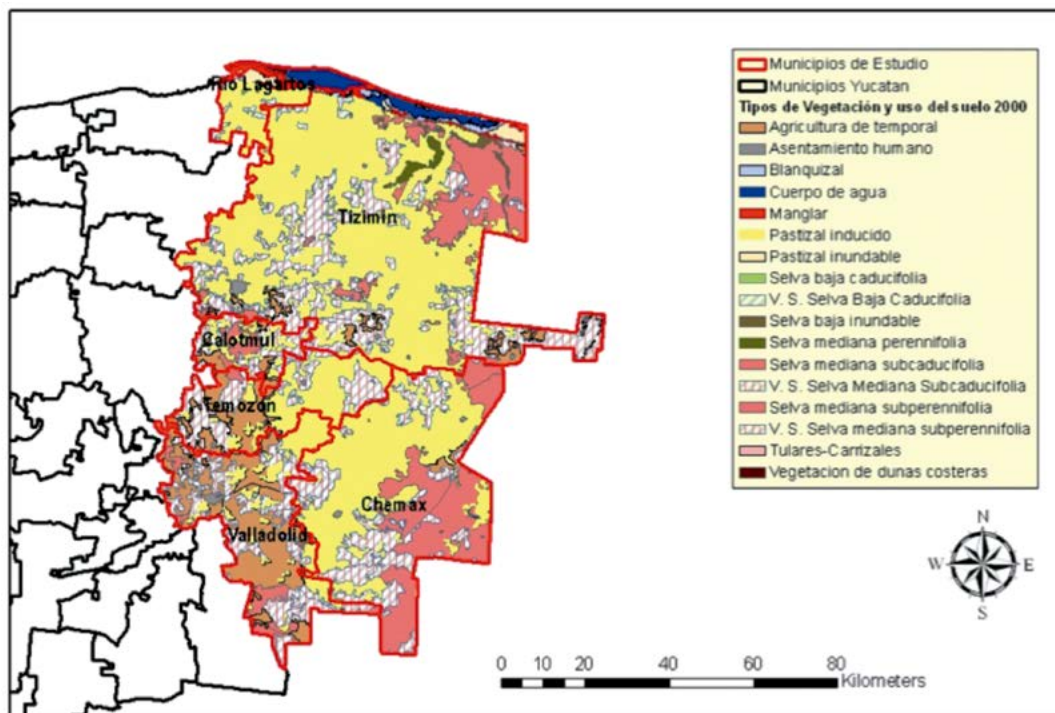 Rio Lagartos
Tizimin
Calotmul
Temozón
Valladolid
Chemax
Municipios de Estudio
Municipios Yucatan
Tipos de Vegetación y uso del suelo 2000
Agricultura de temporal
Asentamiento humano
Blanquizal
Cuerpo de agua
Manglar
Pastizal inducido
Pastizal inundable
Selva baja caducifolia
V. S. Selva Baja Caducifolia
Selva baja inundable
Selva mediana perennifolia
Selva mediana subcaducifolia
V. S. Selva Mediana Subcaducifolia
Selva mediana subperennifolia
V. S. Selva mediana subperennifolia
Tulares-Carrizales
Vegetacion de dunas costeras
N
W E
S
0 10 20 40 60 80
Kilometers